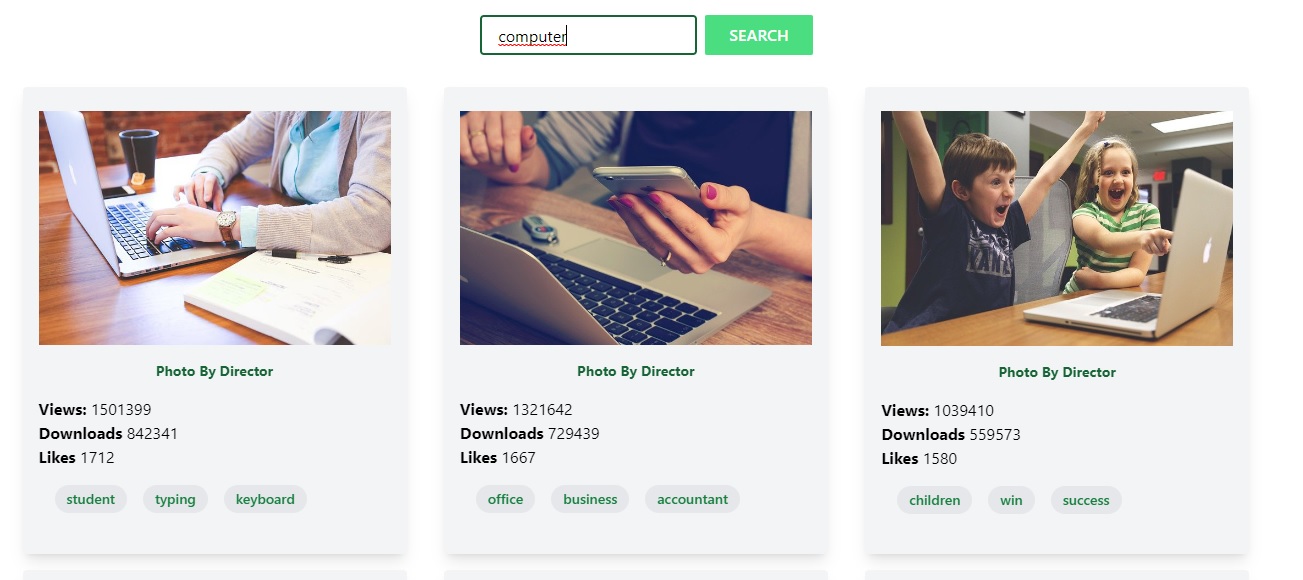 computer
SEARCH
Photo By Director
Views: 1501399
Downloads 842341
Likes 1712
student typing keyboard
Photo By Director
Views: 1321642
Downloads 729439
Likes 1667
office business accountant
Photo By Director
Views: 1039410
Downloads 559573
Likes 1580
children win success